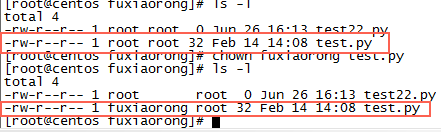 [root@centos fuxiaorong]# ls -l
total 4
-rw-r--r-- 1 root root  0 Jun 26 16:13 test22.py
-rw-r--r-- 1 root root 32 Feb 14 14:08 test.py
[root@centos fuxiaorong]# chown fuxiaorong test.py
[root@centos fuxiaorong]# ls -l
total 4
-rw-r--r-- 1 root       root  0 Jun 26 16:13 test22.py
-rw-r--r-- 1 fuxiaorong root 32 Feb 14 14:08 test.py
[root@centos fuxiaorong]#